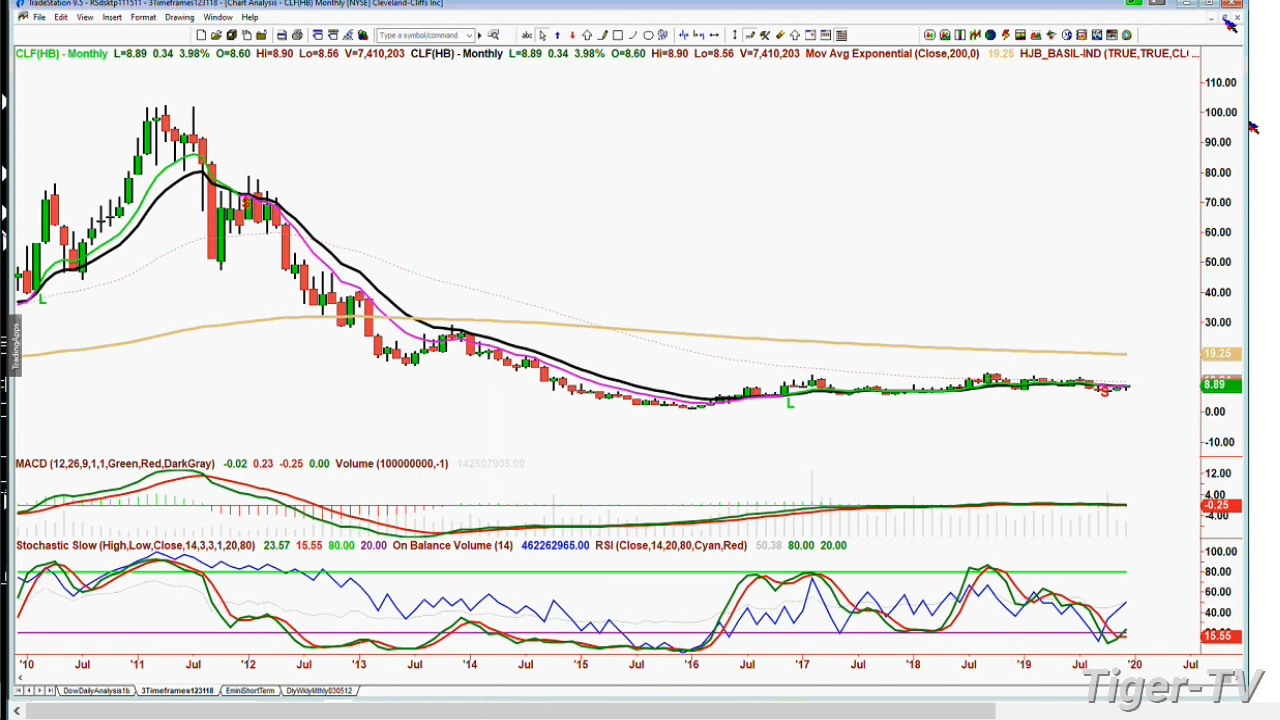 TradeStation 9.5 - RSdsktp111511 - 3Timeframes123118 - [Chart Analysis - CLF(HB) Monthly [NYSE] Cleveland-Cliffs Inc]
File Edit View Insert Format Drawing Window Help
Type a symbol/command
abc
CLF(HB) - Monthly L=8.89 0.34 3.98% O=8.60 Hi=8.90 Lo=8.56 V=7,410,203 CLF(HB) - Monthly L=8.89 0.34 3.98% O=8.60 Hi=8.90 Lo=8.56 V=7,410,203 Mov Avg Exponential (Close,200,0) 19.25 HJB_BASIL-IND (TRUE,TRUE,CLO ...
110.00
100.00
90.00
80.00
70.00
60.00
50.00
40.00
30.00
19.25
8.89
0.00
-10.00
S
L
L
S
TradingApps
MACD (12,26,9,1,1,Green,Red,DarkGray) -0.02 0.23 -0.25 0.00 Volume (100000000,-1) 142507905.00
12.00
4.00
-0.25
-4.00
Stochastic Slow (High,Low,Close,14,3,3,1,20,80) 23.57 15.55 80.00 20.00 On Balance Volume (14) 462262965.00 RSI (Close,14,20,80,Cyan,Red) 50.38 80.00 20.00
100.00
80.00
60.00
40.00
15.55
'10 Jul '11 Jul '12 Jul '13 Jul '14 Jul '15 Jul '16 Jul '17 Jul '18 Jul '19 Jul '20 Jul
DowDailyAnalysis1b 3Timeframes123118 EminiShortTerm DlyWklyMthly030512
Tiger-TV